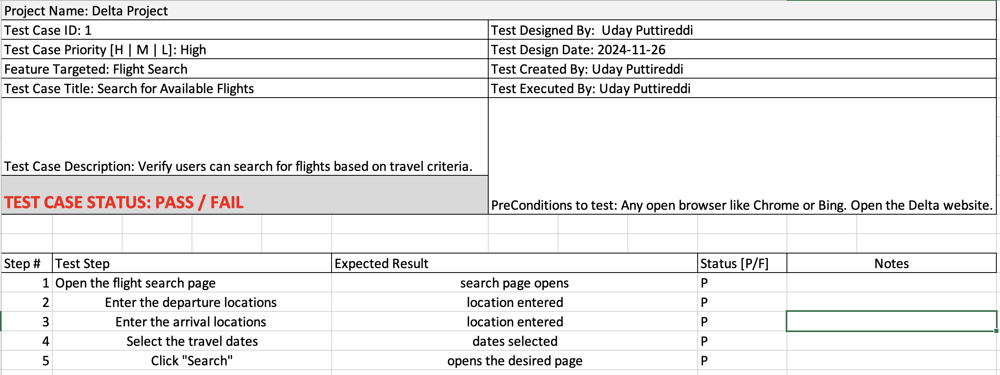 Project Name: Delta Project
Test Case ID: 1
Test Designed By:  Uday Puttireddi
Test Case Priority [H | M | L]: High
Test Design Date: 2024-11-26
Feature Targeted: Flight Search
Test Created By: Uday Puttireddi
Test Case Title: Search for Available Flights
Test Executed By: Uday Puttireddi
Test Case Description: Verify users can search for flights based on travel criteria.
TEST CASE STATUS: PASS / FAIL
PreConditions to test: Any open browser like Chrome or Bing. Open the Delta website.
Step # Test Step Expected Result Status [P/F] Notes
1 Open the flight search page search page opens P
2 Enter the departure locations location entered P
3 Enter the arrival locations location entered P
4 Select the travel dates dates selected P
5 Click "Search" opens the desired page P